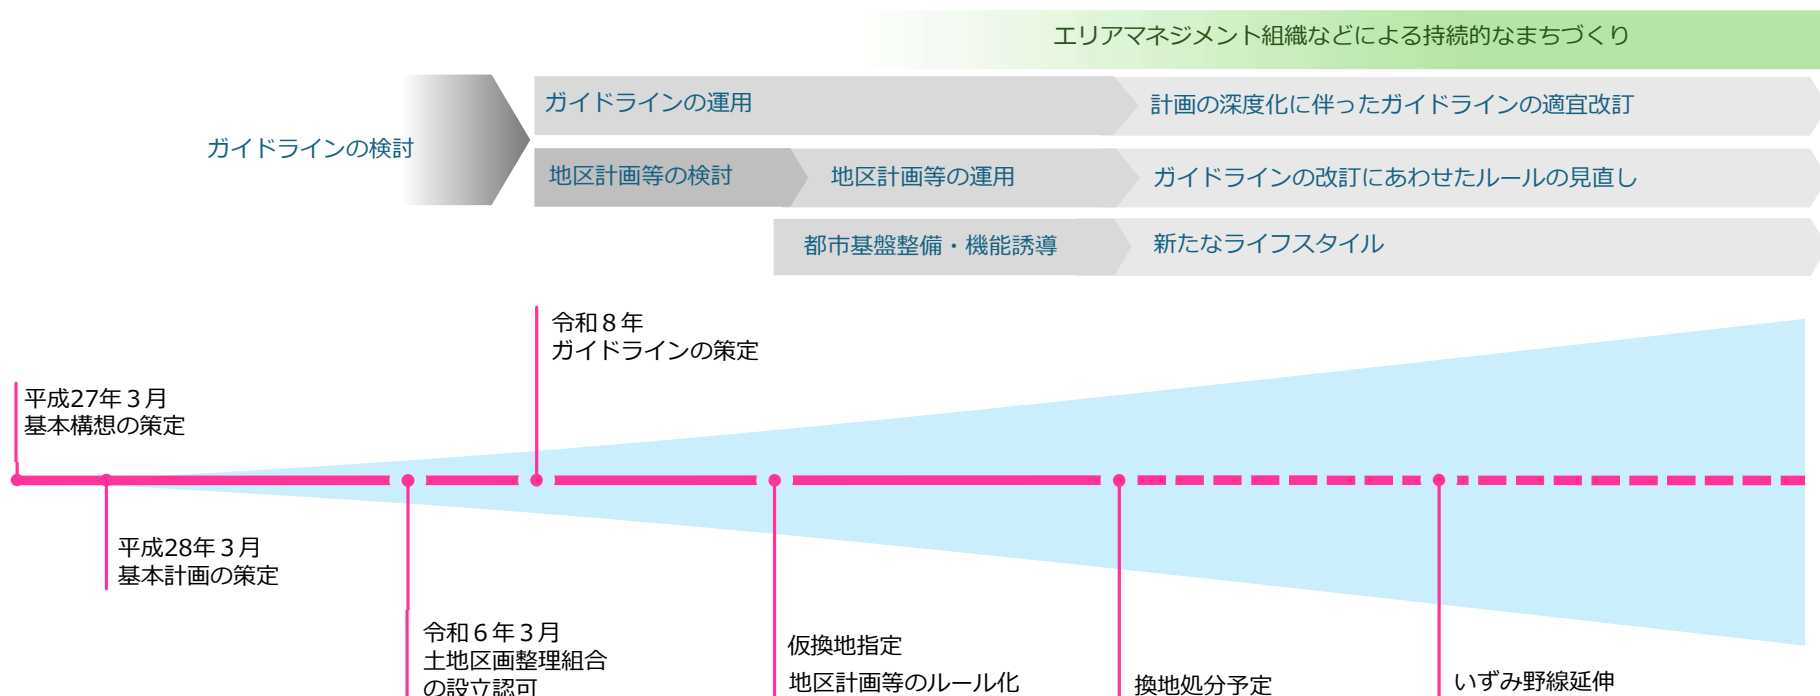 エリアマネジメント組織などによる持続的なまちづくり
ガイドラインの検討
ガイドラインの運用
計画の深度化に伴ったガイドラインの適宜改訂
地区計画等の検討
地区計画等の運用
ガイドラインの改訂にあわせたルールの見直し
都市基盤整備・機能誘導
新たなライフスタイル
令和８年
ガイドラインの策定
平成27年３月
基本構想の策定
平成28年３月
基本計画の策定
令和６年３月
土地区画整理組合
の設立認可
仮換地指定
地区計画等のルール化
換地処分予定
いずみ野線延伸